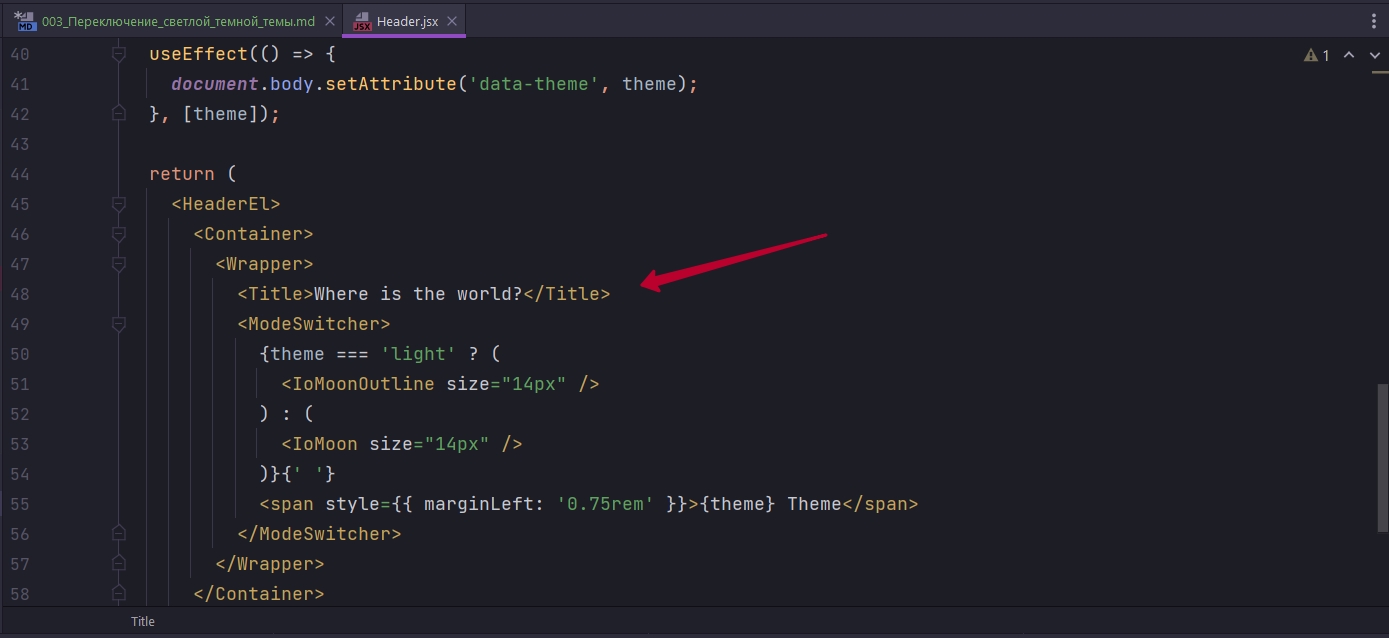 MD 003_Переключение_светлой_темной_темы.md JSX Header.jsx
40 useEffect(() => { 1
41 document.body.setAttribute('data-theme', theme);
42 }, [theme]);
43
44 return (
45 <HeaderEl>
46 <Container>
47 <Wrapper>
48 <Title>Where is the world?</Title>
49 <ModeSwitcher>
50 {theme === 'light' ? (
51 <IoMoonOutline size="14px" />
52 ) : (
53 <IoMoon size="14px" />
54 )}{' '}
55 <span style={{ marginLeft: '0.75rem' }}>{theme} Theme</span>
56 </ModeSwitcher>
57 </Wrapper>
58 </Container>
Title